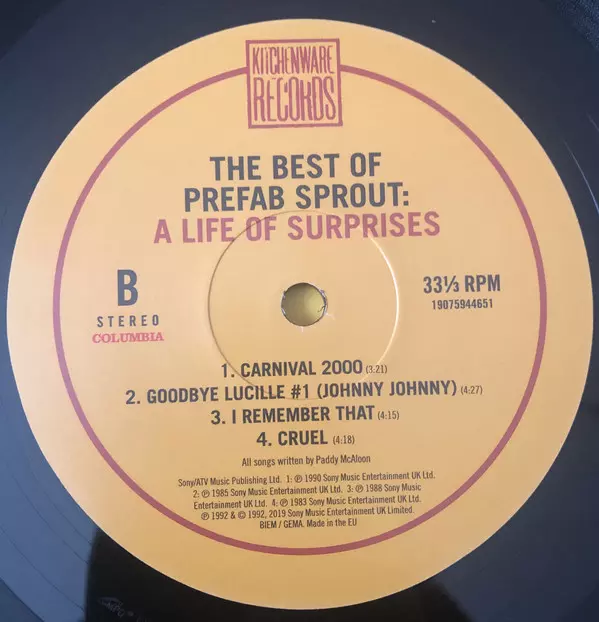 KITCHENWARE
RECORDS
THE BEST OF
PREFAB SPROUT:
A LIFE OF SURPRISES
B
STEREO
COLUMBIA
33⅓ RPM
19075944651
1. CARNIVAL 2000 (3.21)
2. GOODBYE LUCILLE #1 (JOHNNY JOHNNY) (4:27)
3. I REMEMBER THAT (4:15)
4. CRUEL (4:18)
All songs written by Paddy McAloon
Sony/ATV Music Publishing Ltd. 1: ℗ 1990 Sony Music Entertainment UK Ltd.
2: ℗ 1985 Sony Music Entertainment UK Ltd. 3: ℗ 1988 Sony Music
Entertainment UK Ltd. 4: ℗ 1983 Sony Music Entertainment UK Ltd.
℗ 1992 & © 1992, 2019 Sony Music Entertainment UK Limited.
BIEM / GEMA. Made in the EU